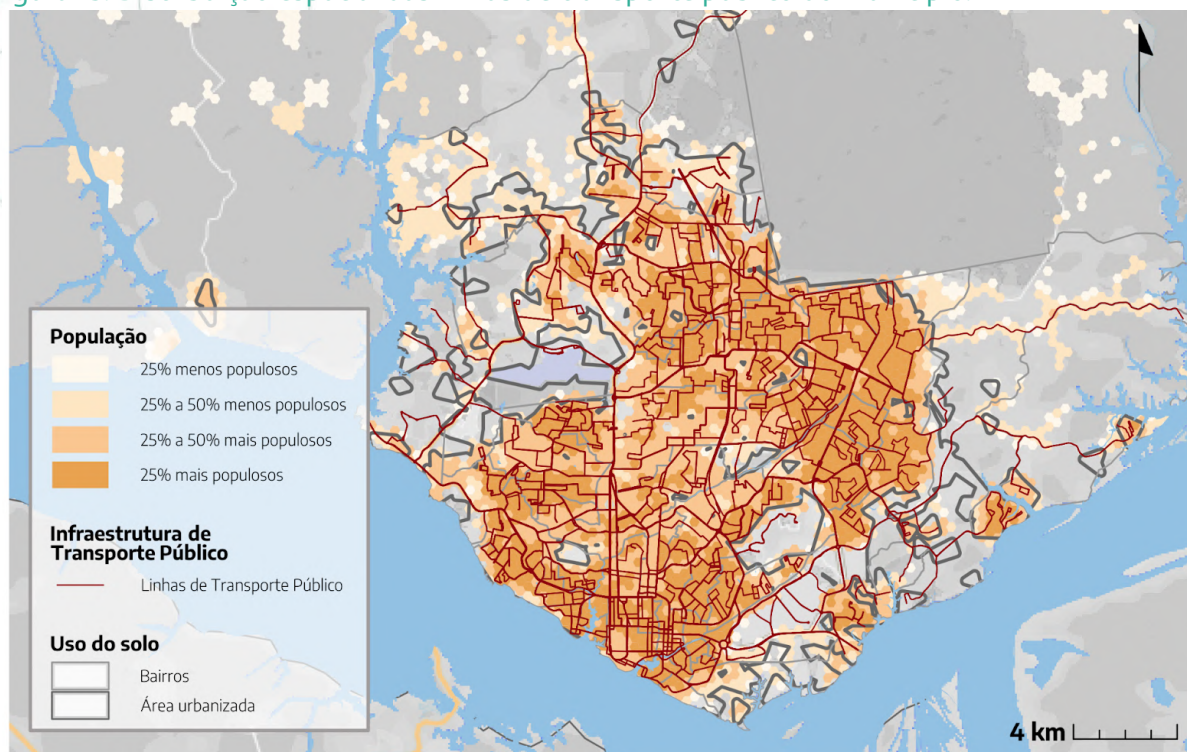 População
25% menos populosos
25% a 50% menos populosos
25% a 50% mais populosos
25% mais populosos
Infraestrutura de
Transporte Público
Linhas de Transporte Público
Uso do solo
Bairros
Área urbanizada
4 km